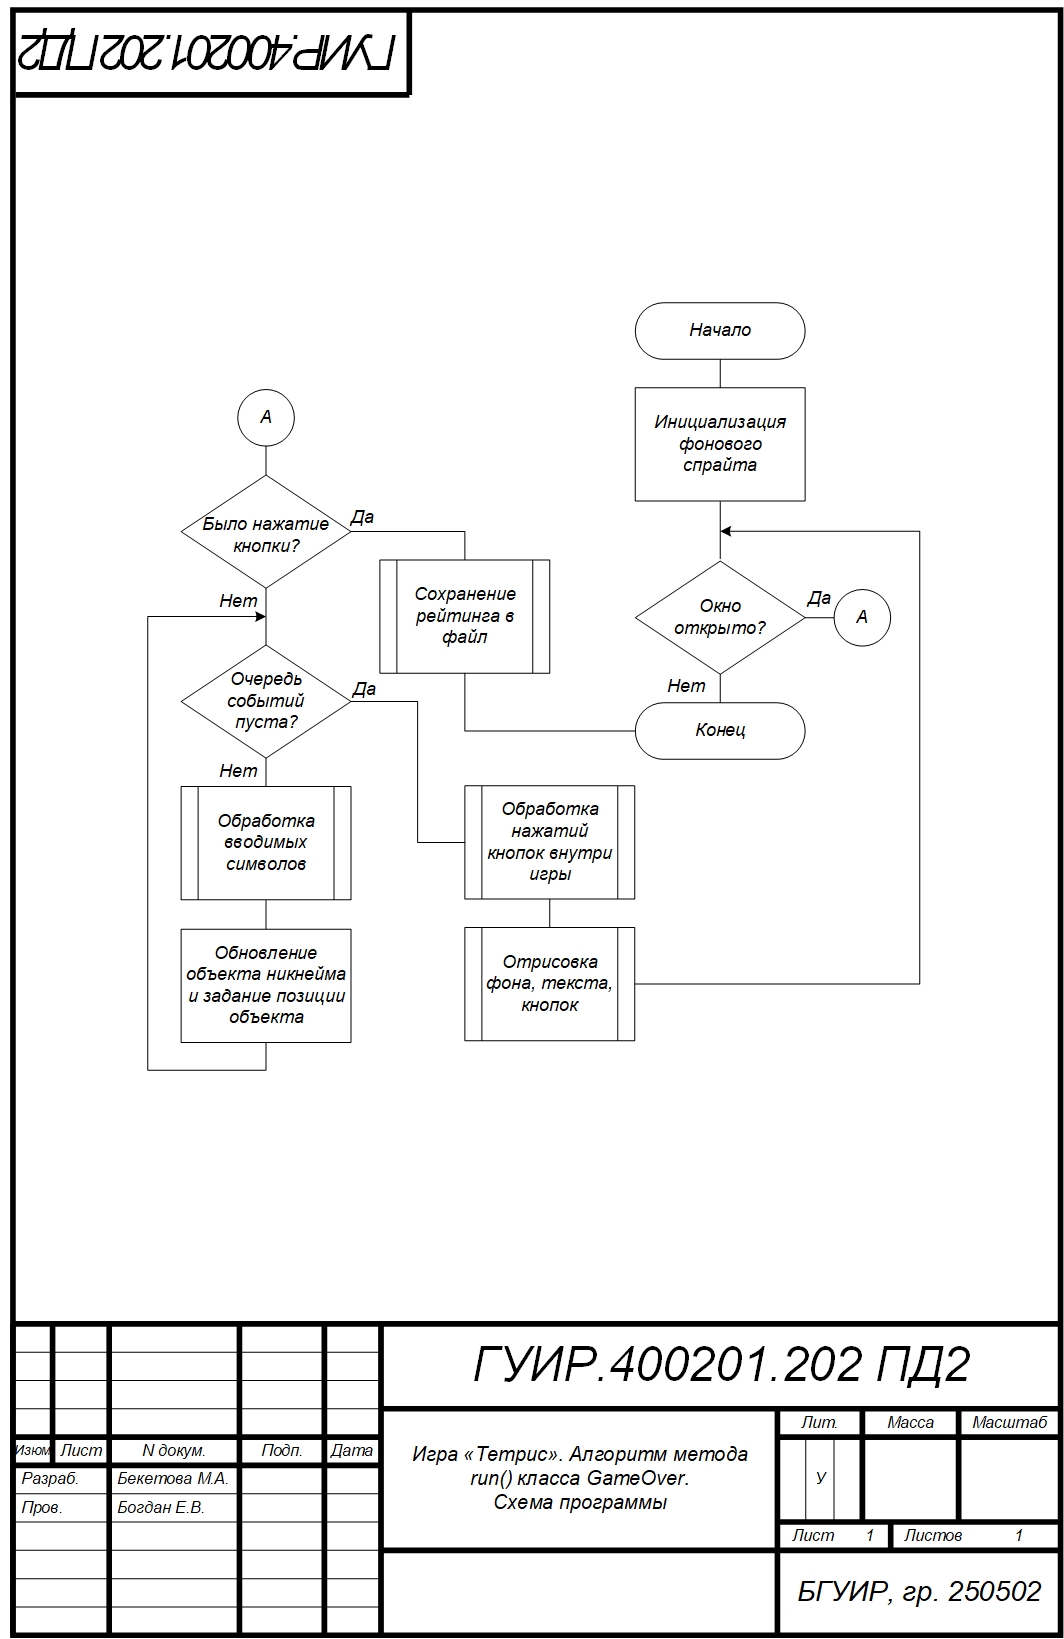 ГУИР.400201.202 ПД2
Начало
Инициализация
фонового
спрайта
Окно
открыто?
Да
А
Нет
Конец
А
Было нажатие
кнопки?
Да
Нет
Сохранение
рейтинга в
файл
Очередь
событий
пуста?
Да
Нет
Обработка
вводимых
символов
Обновление
объекта никнейма
и задание позиции
объекта
Обработка
нажатий
кнопок внутри
игры
Отрисовка
фона, текста,
кнопок
ГУИР.400201.202 ПД2
Изюм Лист N докум. Подп. Дата
Разраб. Бекетова М.А.
Пров. Богдан Е.В.
Игра «Тетрис». Алгоритм метода
run() класса GameOver.
Схема программы
Лит. Масса Масштаб
У
Лист 1 Листов 1
БГУИР, гр. 250502